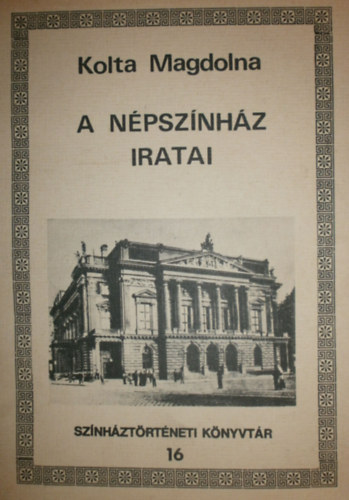 Kolta Magdolna
A NÉPSZÍNHÁZ
IRATAI
SZÍNHÁZTÖRTÉNETI KÖNYVTÁR
16